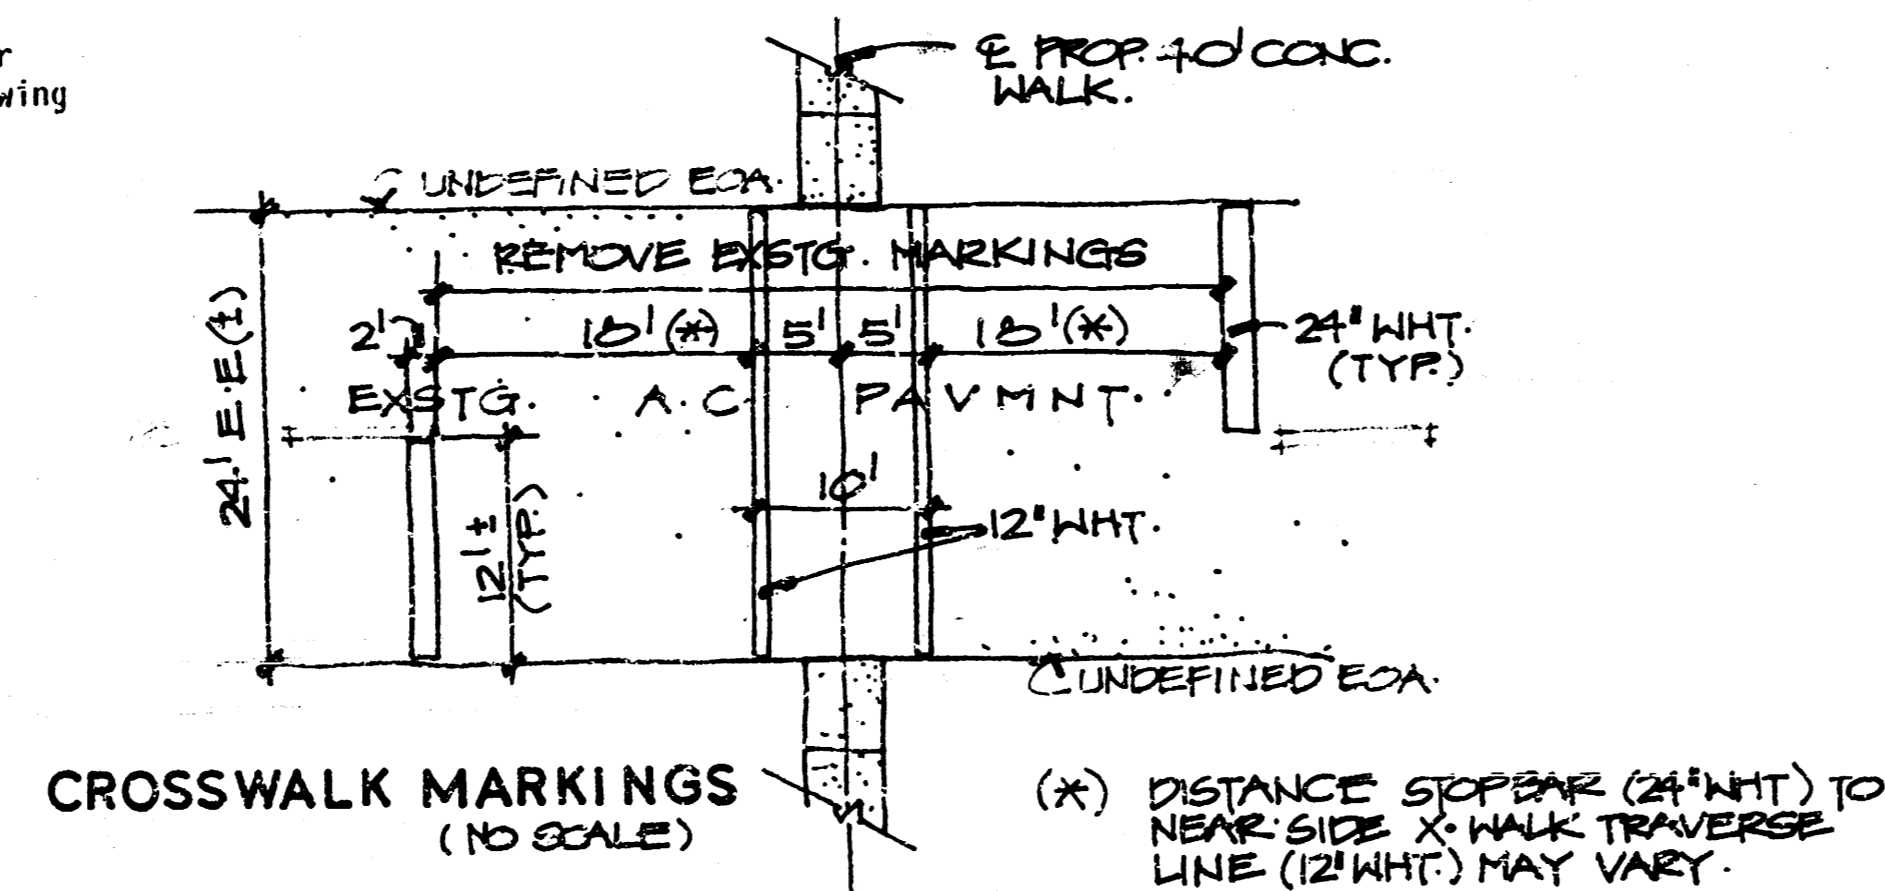 r
wing
℄ PROP. 4.0' CONC.
WALK.
UNDEFINED EOA.
REMOVE EXSTG. MARKINGS
2'
18' (*)
5'
5'
18' (*)
24" WHT.
(TYP.)
EXSTG. A.C. PAVMNT.
24' E.E (±)
10'
12" WHT.
12' ±
(TYP.)
UNDEFINED EOA.
CROSSWALK MARKINGS
(NO SCALE)
(*) DISTANCE STOPBAR (24" WHT) TO
NEAR SIDE X-WALK TRAVERSE
LINE (12" WHT.) MAY VARY.